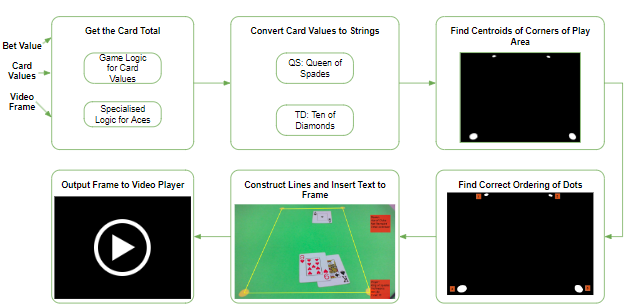 Get the Card Total
Convert Card Values to Strings
Find Centroids of Corners of Play
Area
Bet Value
Card
Values
Video
Frame
Game Logic
for Card
Values
Specialised
Logic for Aces
QS: Queen of
Spades
TD: Ten of
Diamonds
Output Frame to Video Player
Construct Lines and Insert Text to
Frame
Find Correct Ordering of Dots